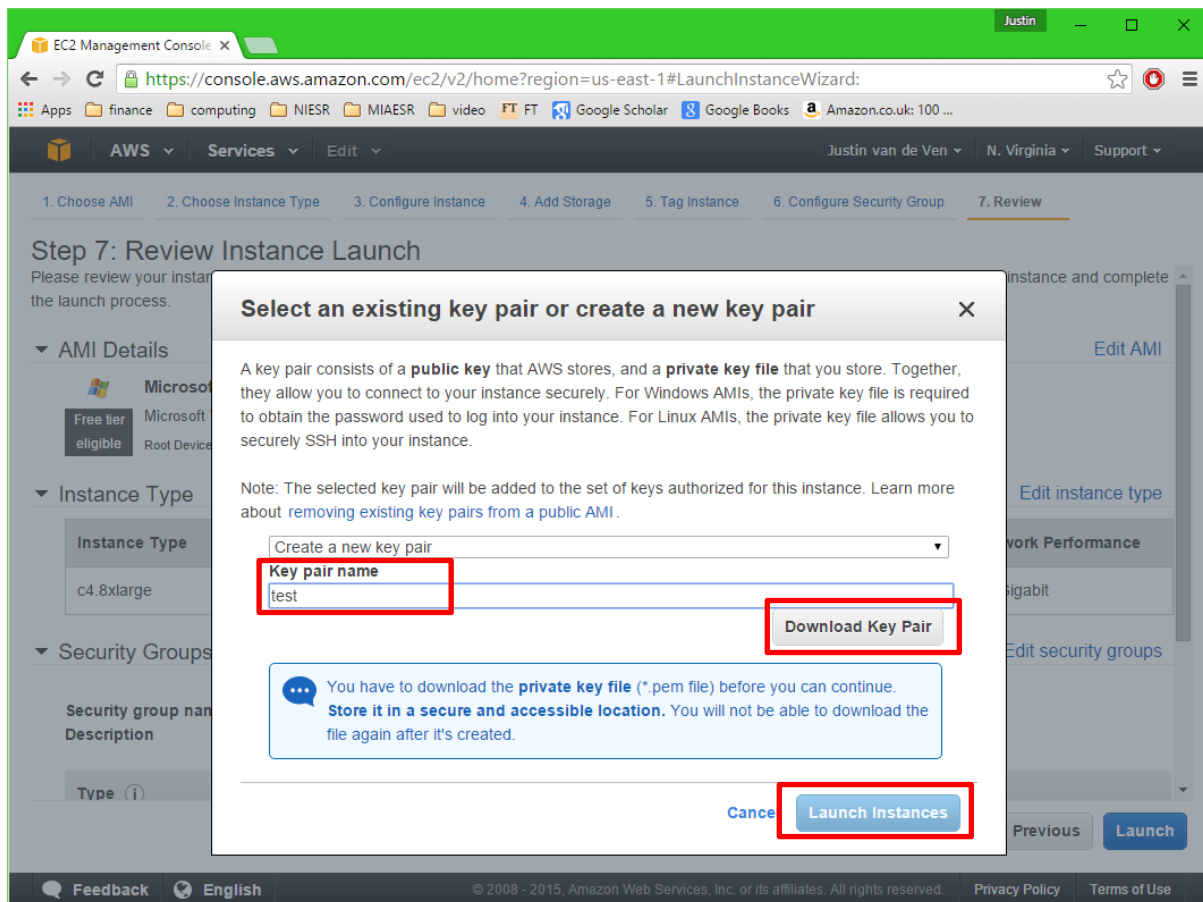 Justin
EC2 Management Console
https://console.aws.amazon.com/ec2/v2/home?region=us-east-1#LaunchInstanceWizard:
Apps finance computing NIESR MIAESR video FT FT Google Scholar Google Books Amazon.co.uk: 100 ...
AWS Services Edit Justin van de Ven N. Virginia Support
1. Choose AMI 2. Choose Instance Type 3. Configure Instance 4. Add Storage 5. Tag Instance 6. Configure Security Group 7. Review
Step 7: Review Instance Launch
Please review your instan instance and complete
the launch process.
Select an existing key pair or create a new key pair
AMI Details Edit AMI
A key pair consists of a public key that AWS stores, and a private key file that you store. Together,
they allow you to connect to your instance securely. For Windows AMIs, the private key file is required
to obtain the password used to log into your instance. For Linux AMIs, the private key file allows you to
securely SSH into your instance.
Microsof
Free tier
eligible
Microsoft
Root Device
Note: The selected key pair will be added to the set of keys authorized for this instance. Learn more
about removing existing key pairs from a public AMI.
Instance Type Edit instance type
Instance Type work Performance
Create a new key pair
Key pair name
c4.8xlarge test igabit
Download Key Pair
Security Groups Edit security groups
You have to download the private key file (*.pem file) before you can continue.
Store it in a secure and accessible location. You will not be able to download the
file again after it's created.
Security group nam
Description
Type i
Cance Launch Instances
Previous Launch
Feedback English © 2008 - 2015, Amazon Web Services, Inc. or its affiliates. All rights reserved. Privacy Policy Terms of Use